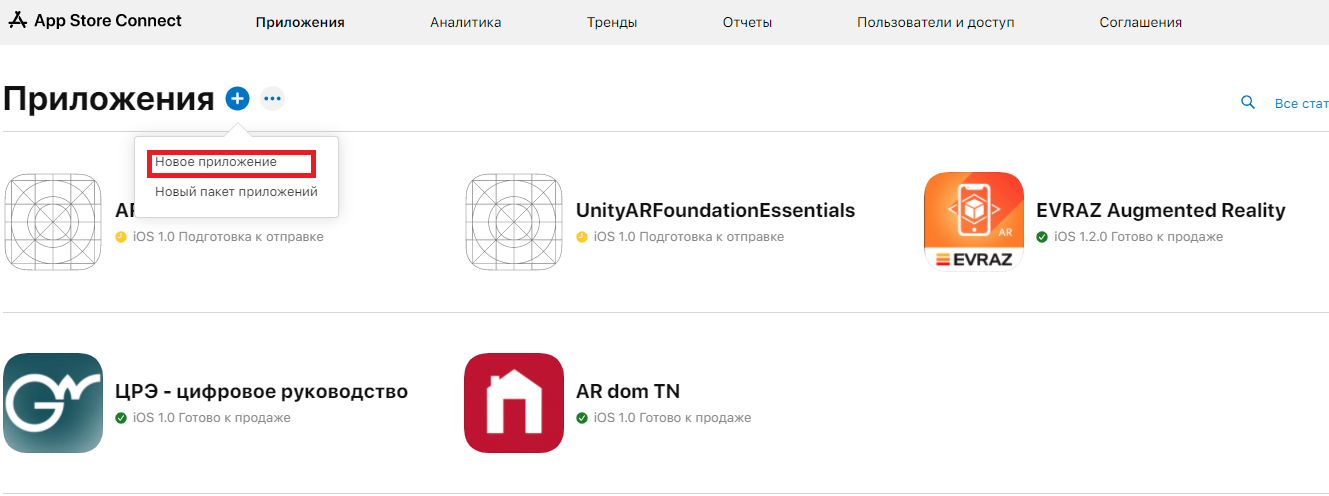 App Store Connect Приложения Аналитика Тренды Отчеты Пользователи и доступ Соглашения
Приложения
Все стат
Новое приложение
Новый пакет приложений
UnityARFoundationEssentials
EVRAZ Augmented Reality
iOS 1.0 Подготовка к отправке
iOS 1.0 Подготовка к отправке
iOS 1.2.0 Готово к продаже
AR
EVRAZ
ЦРЭ - цифровое руководство
AR dom TN
iOS 1.0 Готово к продаже
iOS 1.0 Готово к продаже